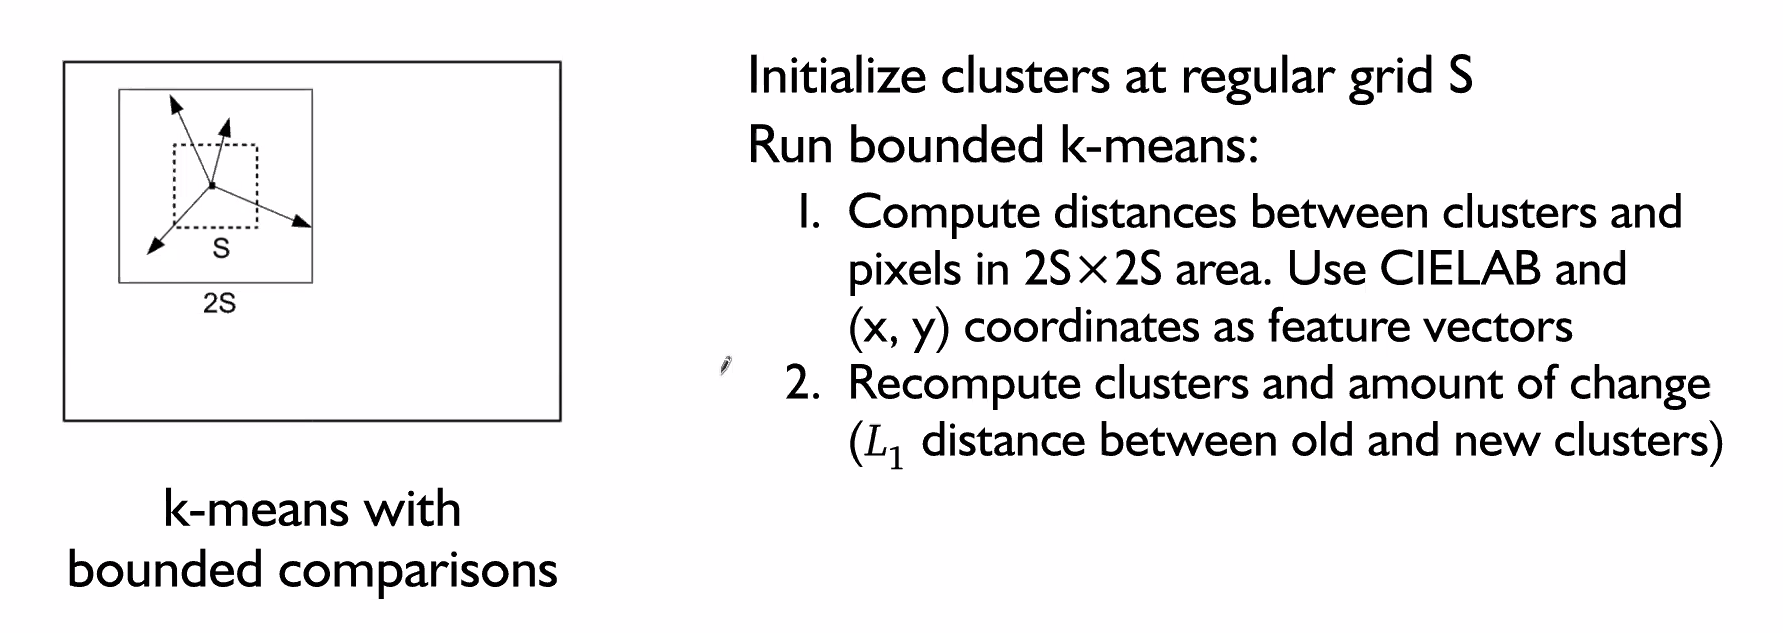 S
2S
k-means with
bounded comparisons
Initialize clusters at regular grid S
Run bounded k-means:
1. Compute distances between clusters and
pixels in 2S×2S area. Use CIELAB and
(x, y) coordinates as feature vectors
2. Recompute clusters and amount of change
(L₁ distance between old and new clusters)